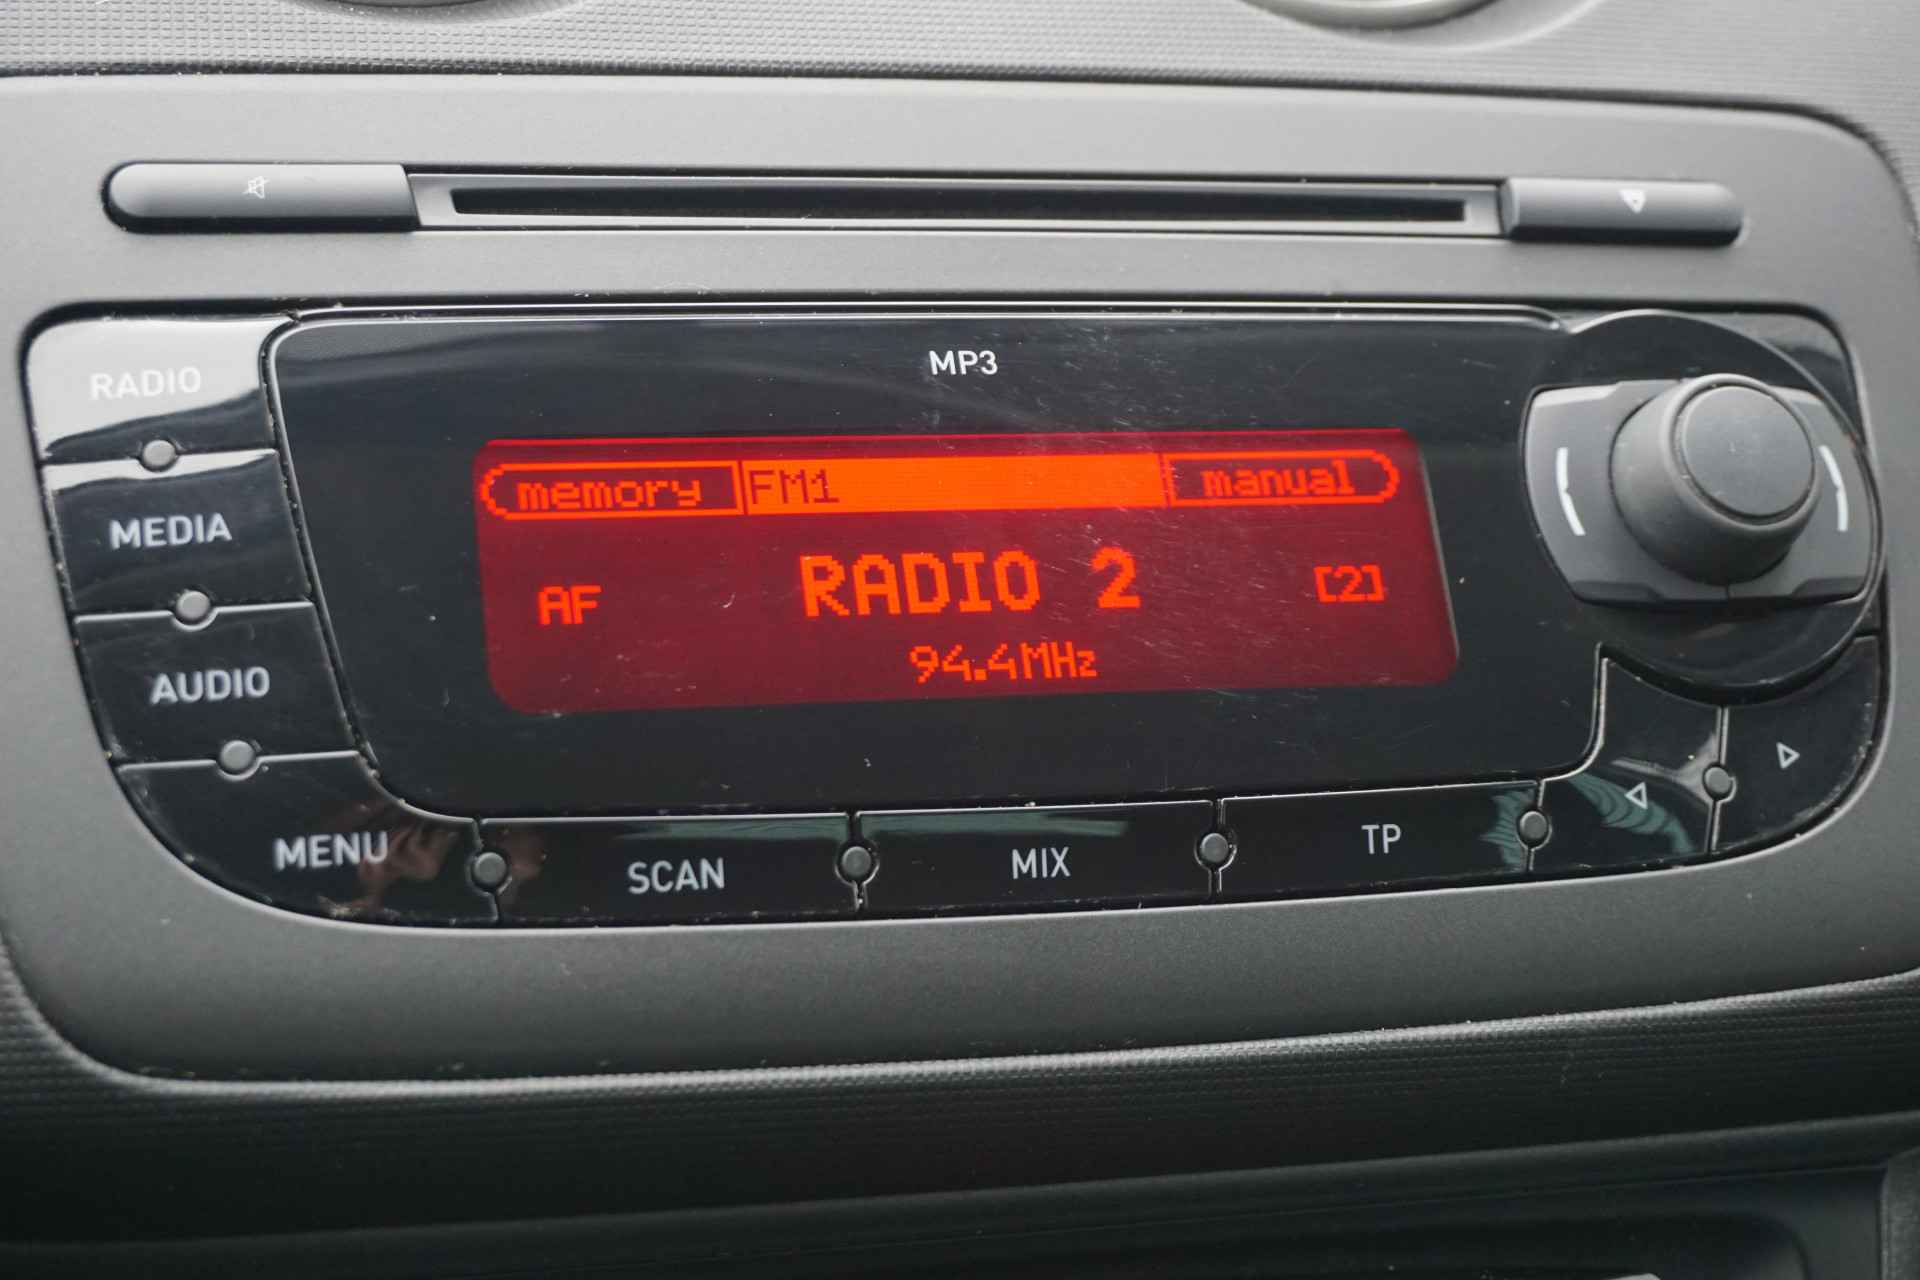 MP3
RADIO
MEDIA
AUDIO
MENU
memory FM1 manual
AF RADIO 2 [2]
94.4MHz
SCAN MIX TP